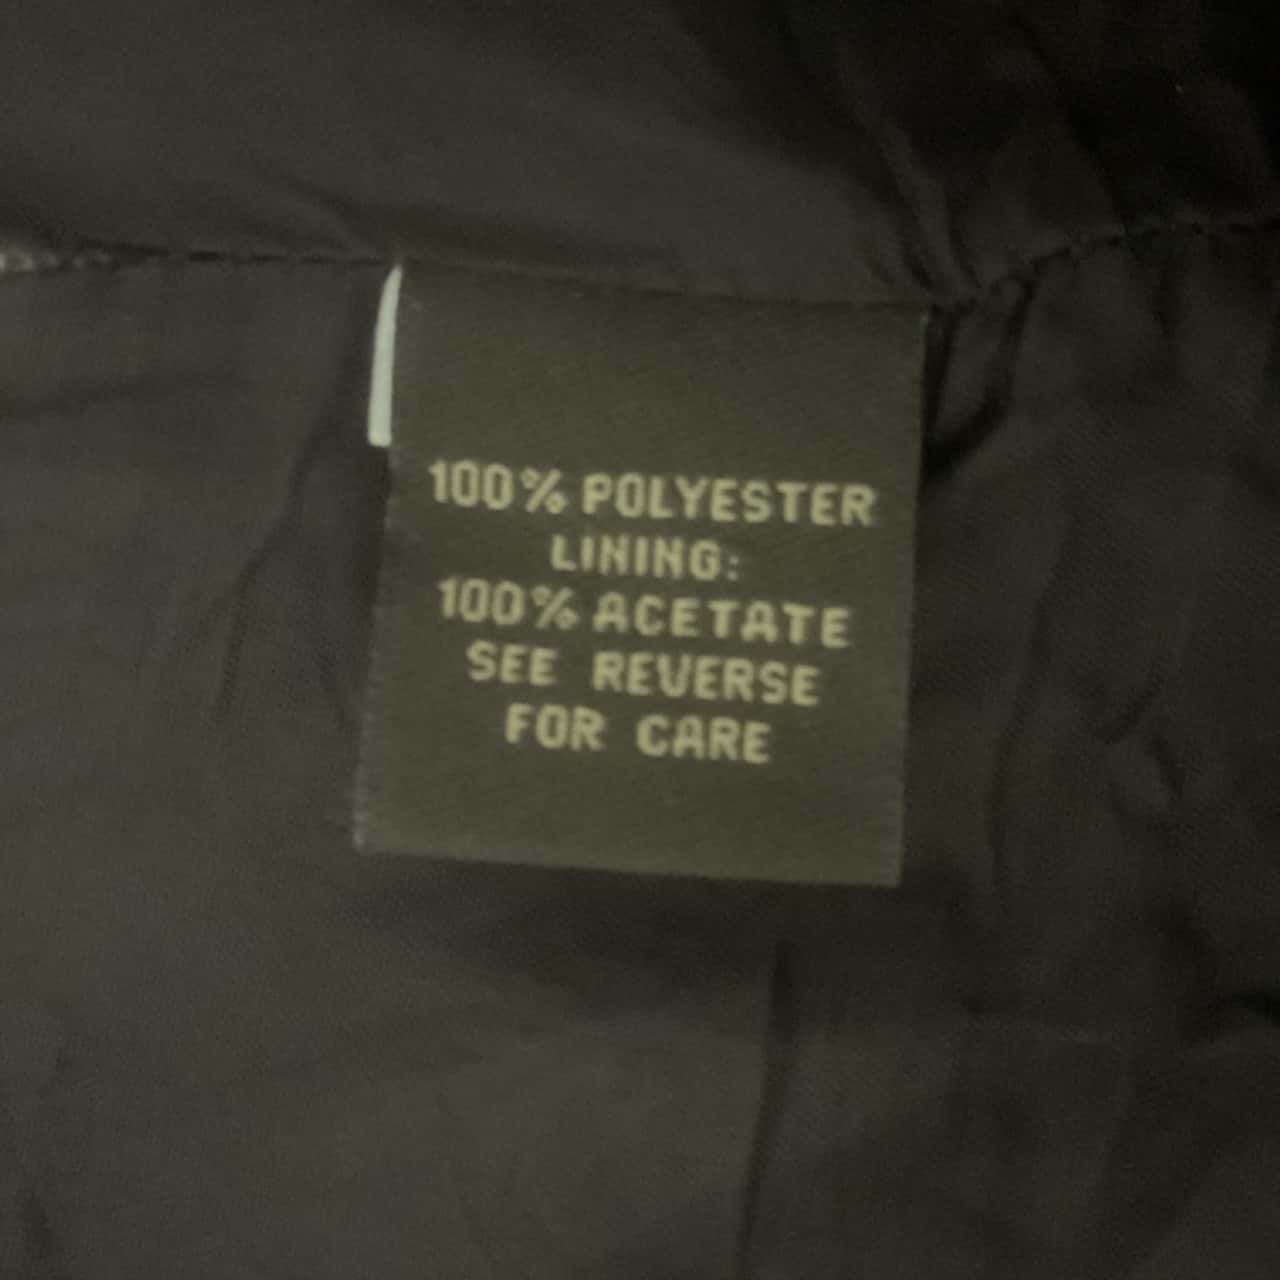 100% POLYESTER
LINING:
100% ACETATE
SEE REVERSE
FOR CARE